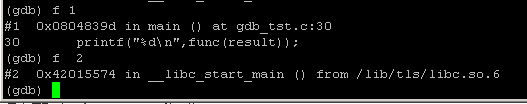 (gdb) f 1
#1  0x0804839d in main () at gdb_tst.c:30
30          printf("%d\n",func(result));
(gdb) f  2
#2  0x42015574 in __libc_start_main () from /lib/tls/libc.so.6
(gdb)